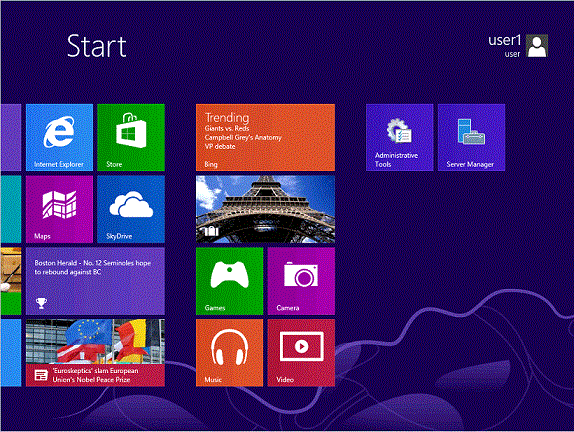 Start
user1
user
Internet Explorer
Store
Trending
Giants vs. Reds
Campbell Grey's Anatomy
VP debate
Bing
Administrative
Tools
Server Manager
Maps
SkyDrive
Boston Herald - No. 12 Seminoles hope
to rebound against BC
Games
Camera
'Euroskeptics' slam European
Union's Nobel Peace Prize
Music
Video